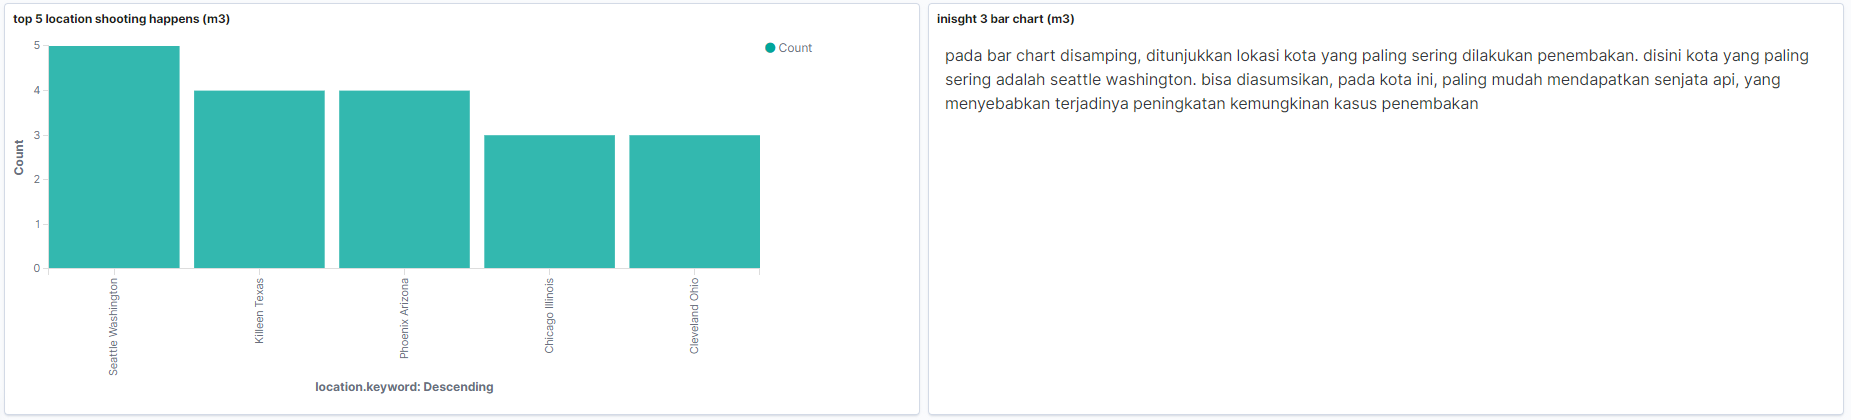 top 5 location shooting happens (m3)
Count
5
4
3
2
1
0
Count
Seattle Washington
Killeen Texas
Phoenix Arizona
Chicago Illinois
Cleveland Ohio
location.keyword: Descending
inisght 3 bar chart (m3)
pada bar chart disamping, ditunjukkan lokasi kota yang paling sering dilakukan penembakan. disini kota yang paling
sering adalah seattle washington. bisa diasumsikan, pada kota ini, paling mudah mendapatkan senjata api, yang
menyebabkan terjadinya peningkatan kemungkinan kasus penembakan